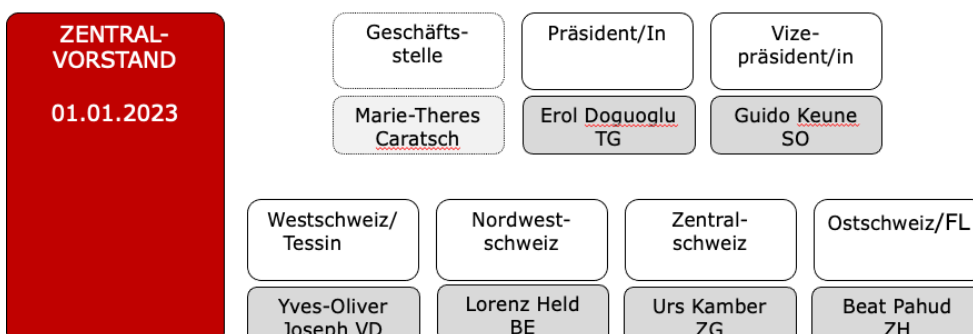 ZENTRAL-
VORSTAND
01.01.2023
Geschäfts-
stelle
Präsident/In
Vize-
präsident/in
Marie-Theres
Caratsch
Erol Doguoglu
TG
Guido Keune
SO
Westschweiz/
Tessin
Nordwest-
schweiz
Zentral-
schweiz
Ostschweiz/FL
Yves-Oliver
Joseph VD
Lorenz Held
BE
Urs Kamber
ZG
Beat Pahud
ZH